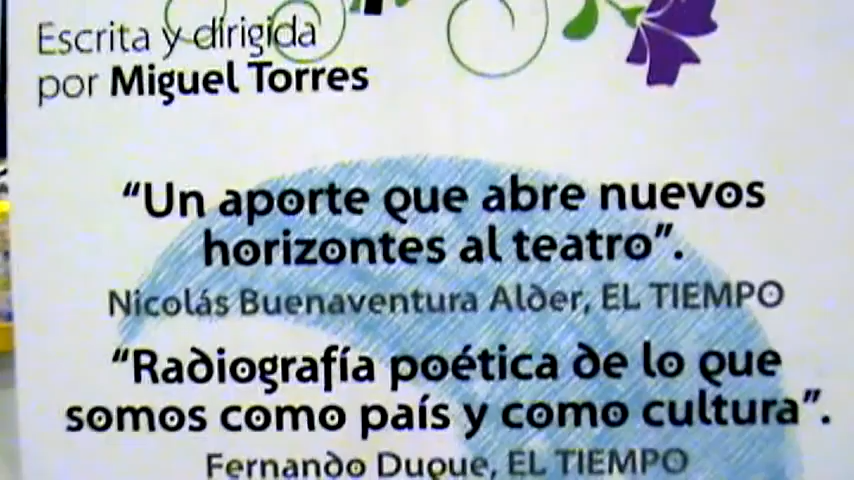 Escrita y dirigida
por Miguel Torres
“Un aporte que abre nuevos
horizontes al teatro”.
Nicolás Buenaventura Alder, EL TIEMPO
“Radiografía poética de lo que
somos como país y como cultura”.
Fernando Duque, EL TIEMPO